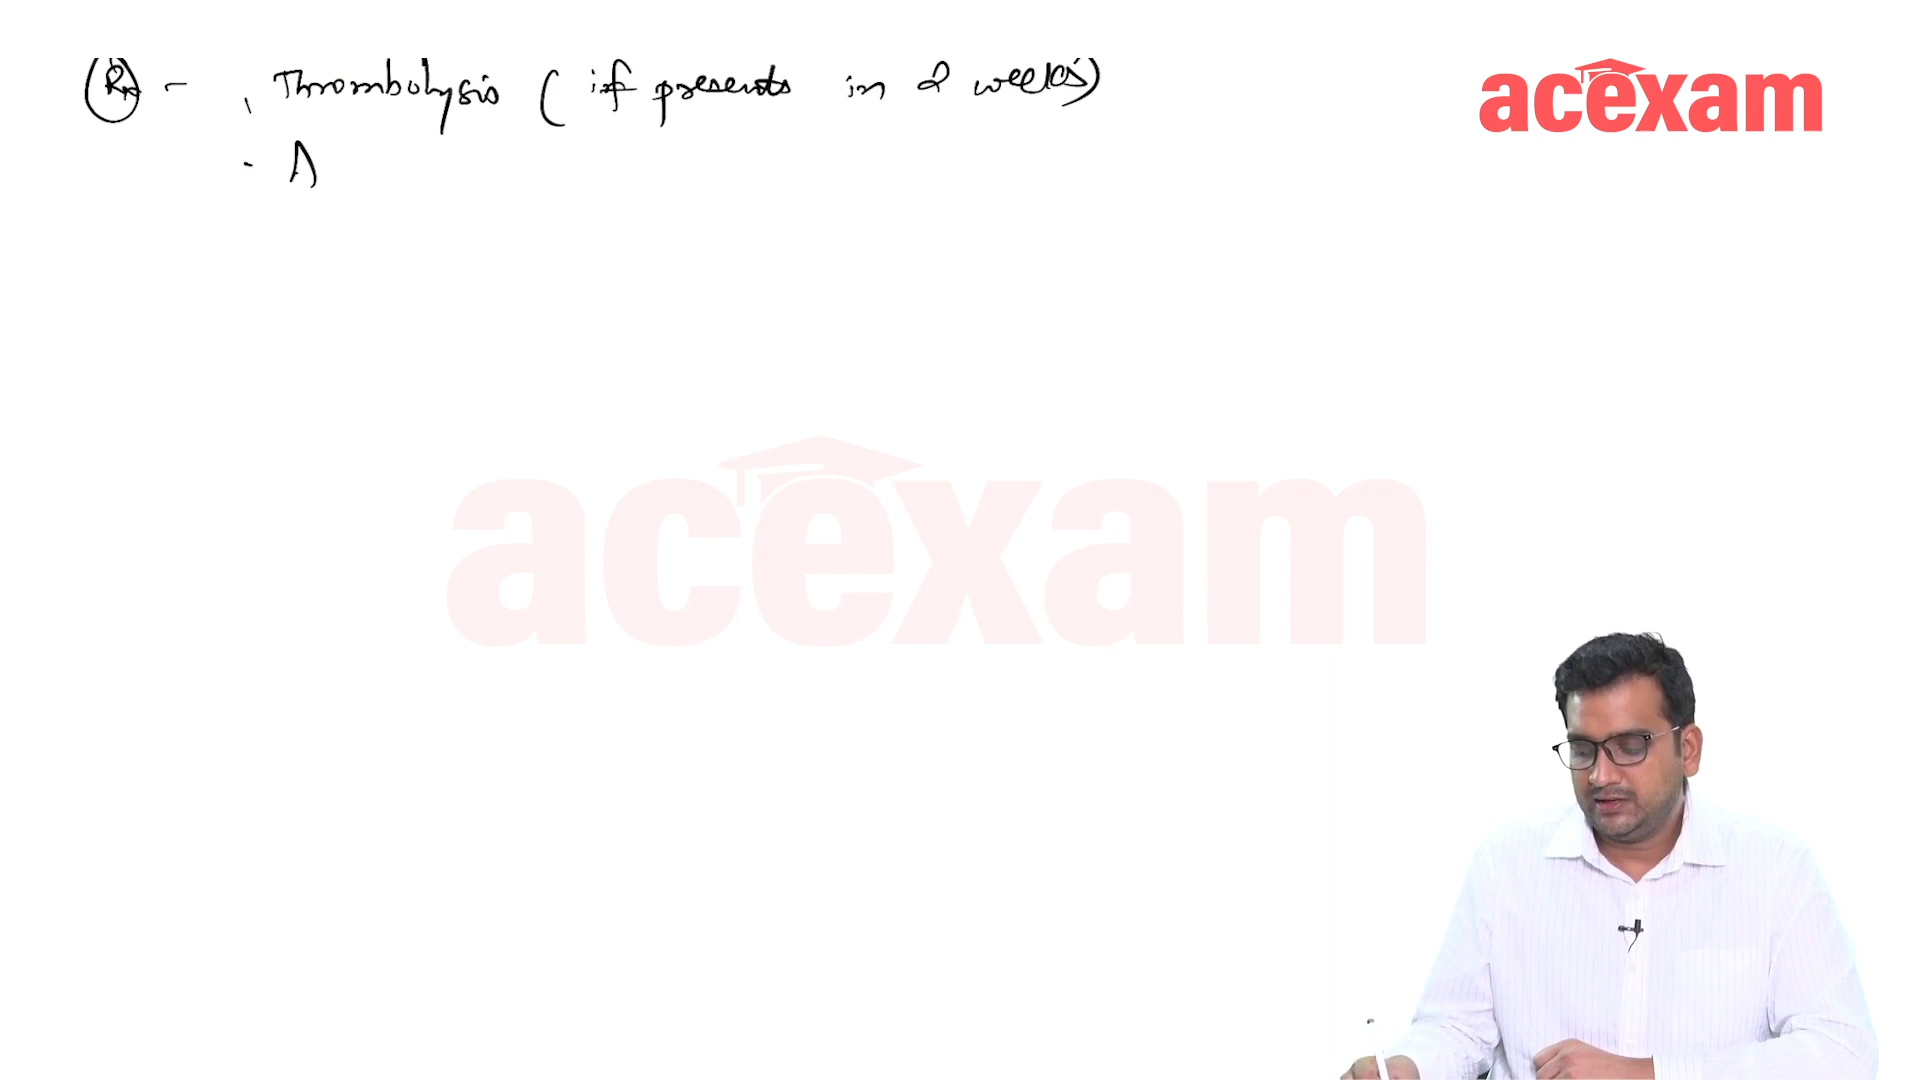 Rx - . Thrombolysis (if presents in 2 weeks)
acexam
- A
acexam